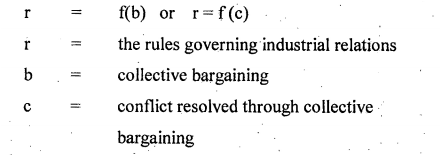 r = f(b) or r = f (c)
r = the rules governing industrial relations
b = collective bargaining
c = conflict resolved through collective
bargaining